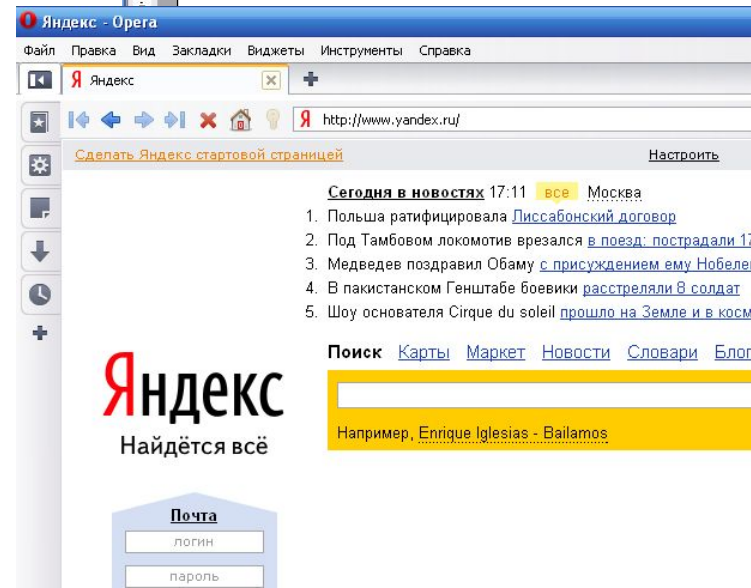 Яндекс - Opera
Файл Правка Вид Закладки Виджеты Инструменты Справка
Яндекс
http://www.yandex.ru/
Сделать Яндекс стартовой страницей Настроить
Сегодня в новостях 17:11 все Москва
1. Польша ратифицировала Лиссабонский договор
2. Под Тамбовом локомотив врезался в поезд: пострадали 17
3. Медведев поздравил Обаму с присуждением ему
4. В пакистанском Генштабе боевики расстреляли 8 солдат
5. Шоу основателя Cirque du soleil прошло на Земле и в
Поиск Карты Маркет Новости Словари
Яндекс
Найдётся всё
Например, Enrique Iglesias - Bailamos
Почта
логин
пароль